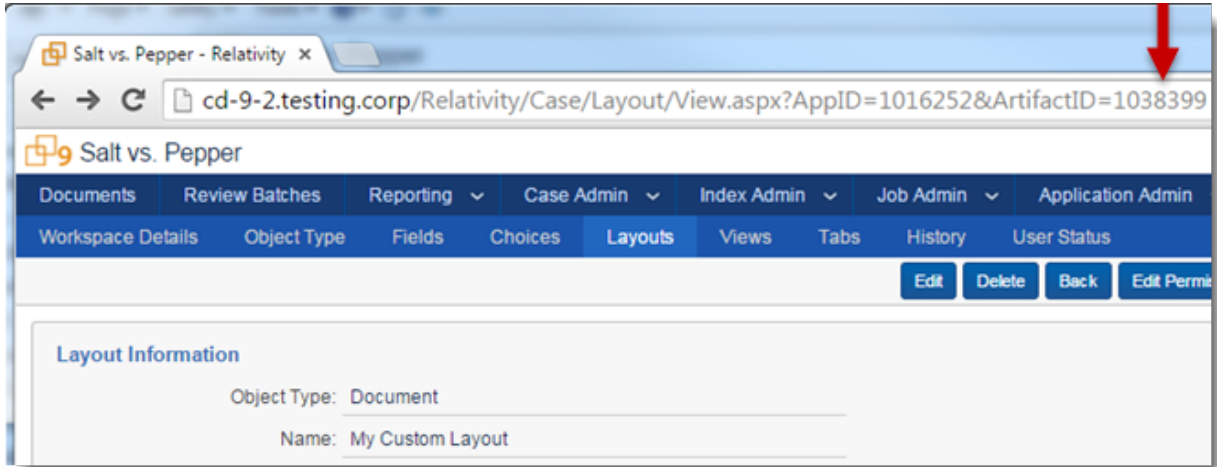 Salt vs. Pepper - Relativity ×
cd-9-2.testing.corp/Relativity/Case/Layout/View.aspx?AppID=1016252&ArtifactID=1038399
9 Salt vs. Pepper
Documents Review Batches Reporting Case Admin Index Admin Job Admin Application Admin
Workspace Details Object Type Fields Choices Layouts Views Tabs History User Status
Edit Delete Back Edit Permis
Layout Information
Object Type: Document
Name: My Custom Layout